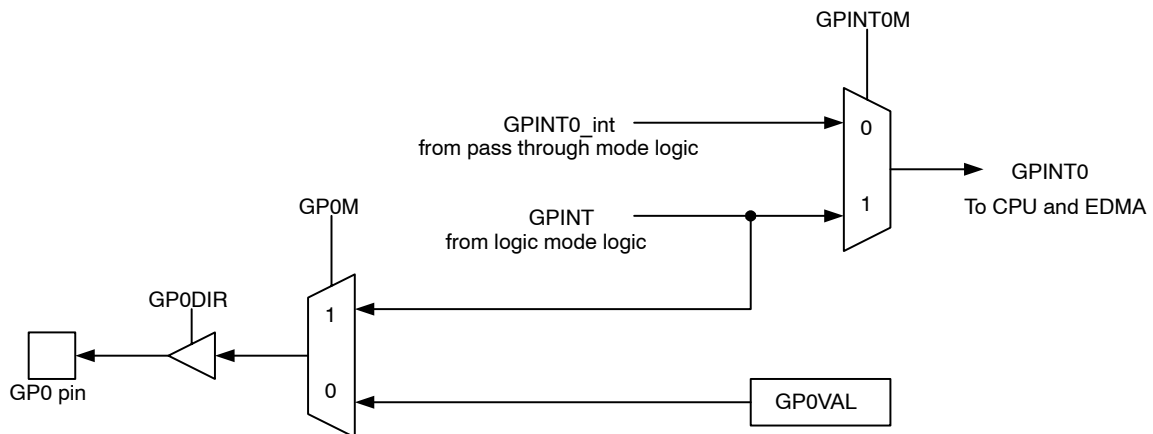 GPINT0M
GPINT0_int
from pass through mode logic
0
1
GPINT0
To CPU and EDMA
GP0M
GPINT
from logic mode logic
GP0DIR
1
0
GP0 pin
GP0VAL